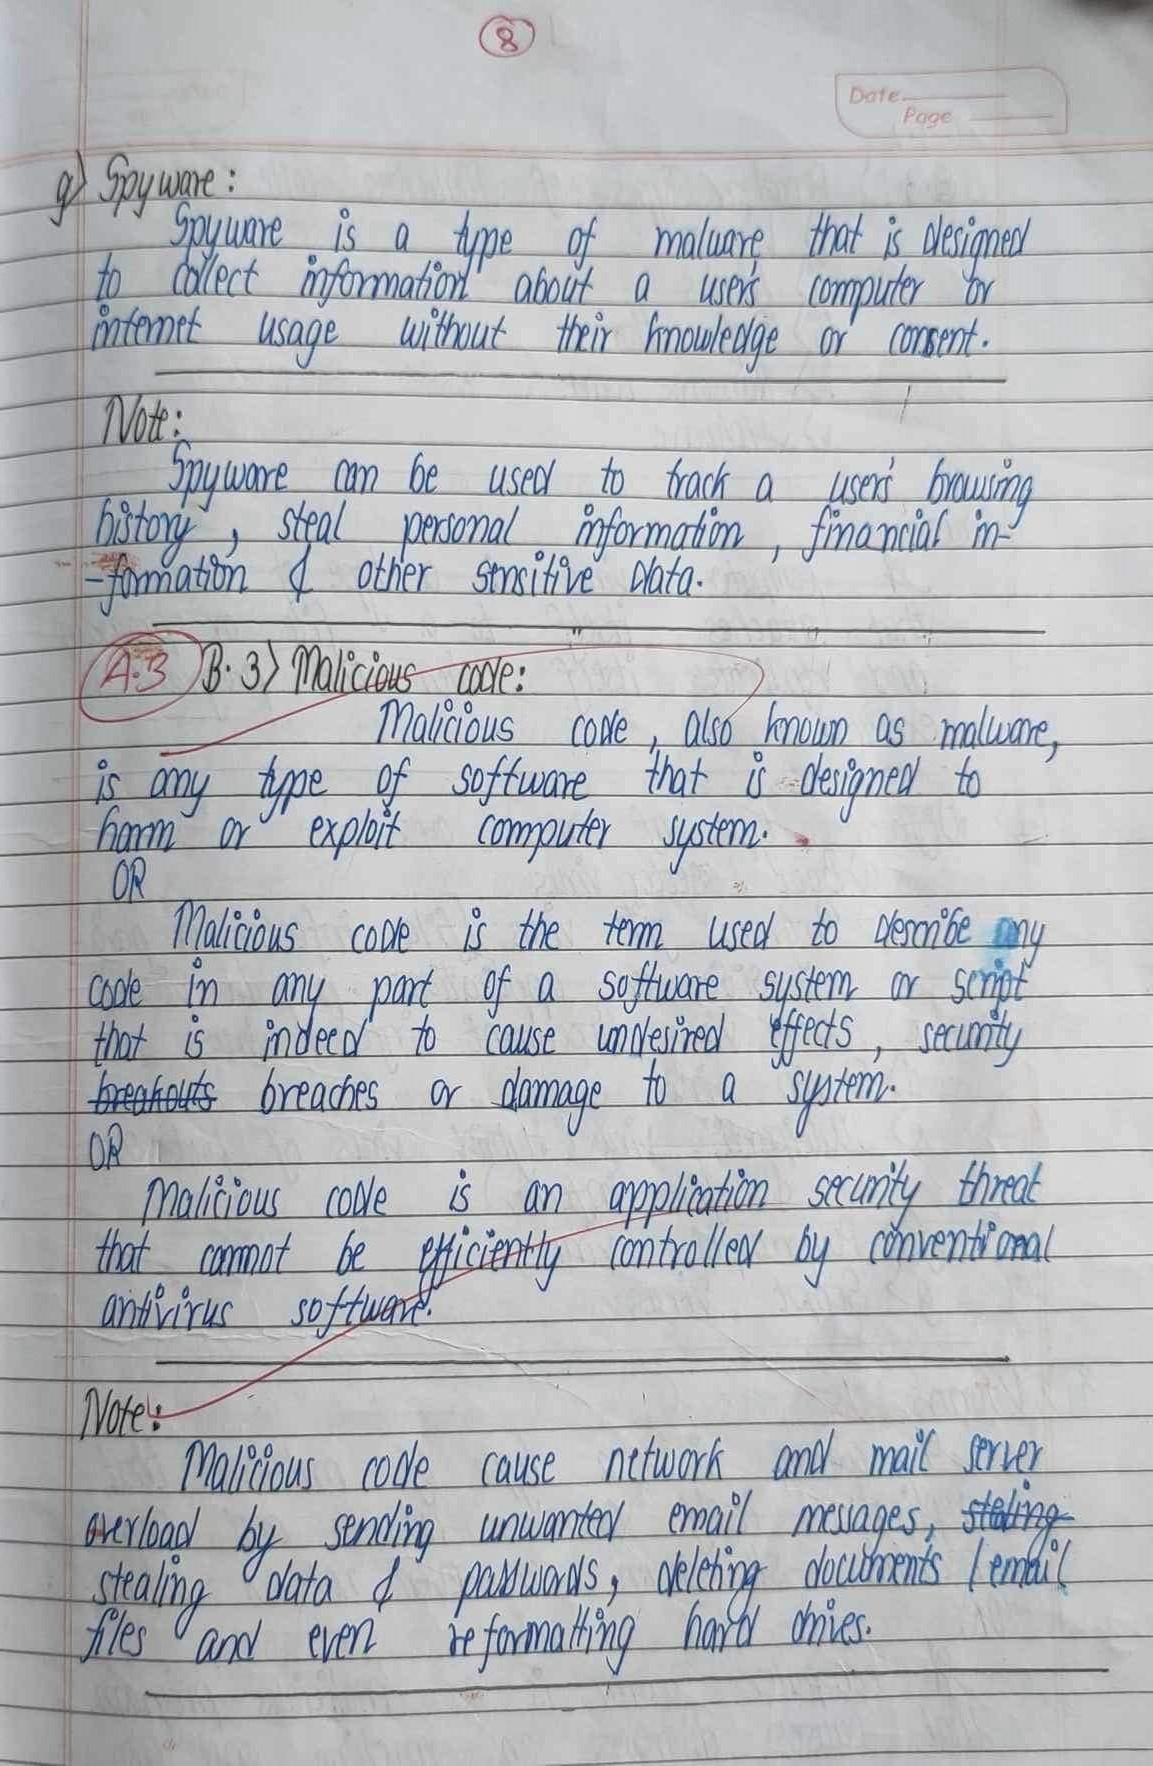 8
Date
Page
g) Spyware:
Spyware is a type of malware that is designed
to collect information about a user's computer or
internet usage without their knowledge or consent.
Note:
Spyware can be used to track a user's browsing
history, steal personal information, financial in-
-formation & other sensitive data.
A.3 B.3) Malicious code:
Malicious code, also known as malware,
is any type of software that is designed to
harm or exploit computer system.
OR
Malicious code is the term used to describe any
code in any part of a software system or script
that is indeed to cause undesired effects, security
breakouts breaches or damage to a system.
OR
Malicious code is an application security threat
that cannot be efficiently controlled by conventional
antivirus software.
Note:
Malicious code cause network and mail server
overload by sending unwanted email messages, staling
stealing data & passwords, deleting documents / email
files and even reformatting hard drives.